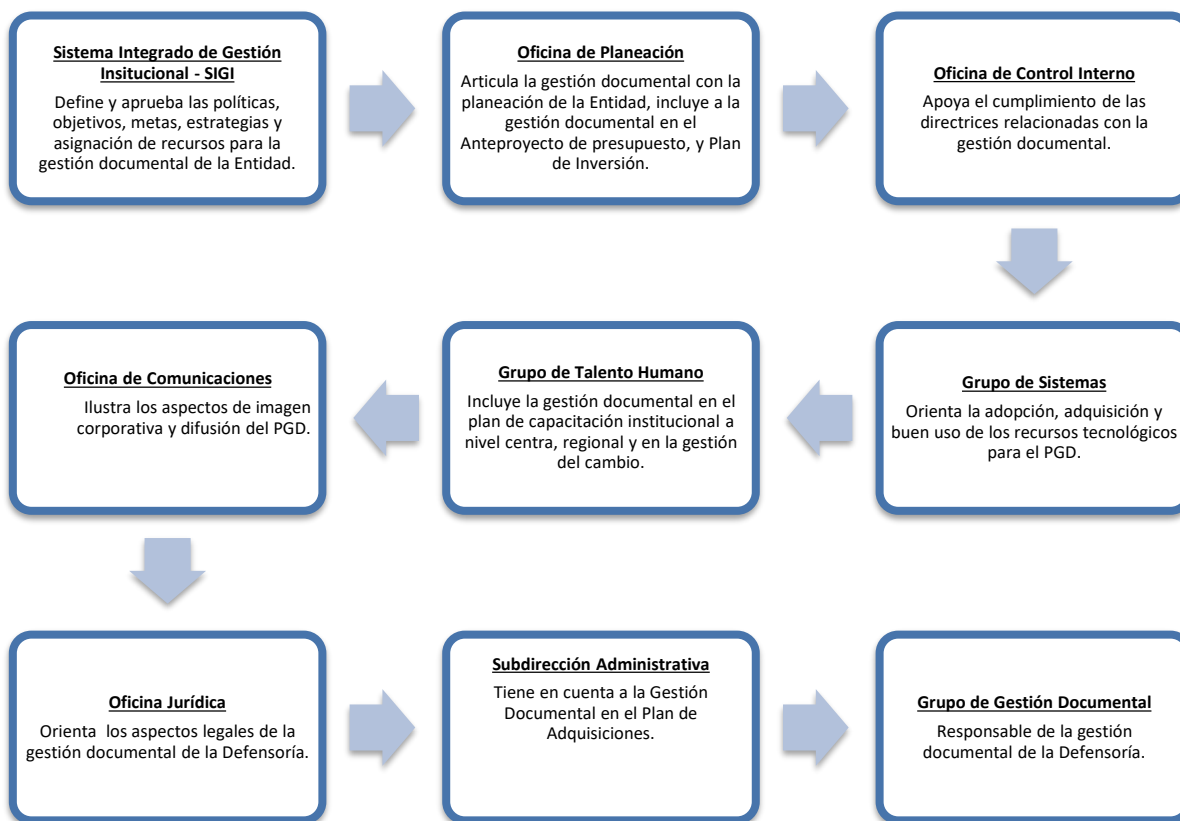 Sistema Integrado de Gestión
Insitucional - SIGI
Define y aprueba las políticas,
objetivos, metas, estrategias y
asignación de recursos para la
gestión documental de la Entidad.
Oficina de Planeación
Articula la gestión documental con la
planeación de la Entidad, incluye a la
gestión documental en el
Anteproyecto de presupuesto, y Plan
de Inversión.
Oficina de Control Interno
Apoya el cumplimiento de las
directrices relacionadas con la
gestión documental.
Grupo de Sistemas
Orienta la adopción, adquisición y
buen uso de los recursos tecnológicos
para el PGD.
Grupo de Talento Humano
Incluye la gestión documental en el
plan de capacitación institucional a
nivel centra, regional y en la gestión
del cambio.
Oficina de Comunicaciones
Ilustra los aspectos de imagen
corporativa y difusión del PGD.
Oficina Jurídica
Orienta los aspectos legales de la
gestión documental de la Defensoría.
Subdirección Administrativa
Tiene en cuenta a la Gestión
Documental en el Plan de
Adquisiciones.
Grupo de Gestión Documental
Responsable de la gestión
documental de la Defensoría.